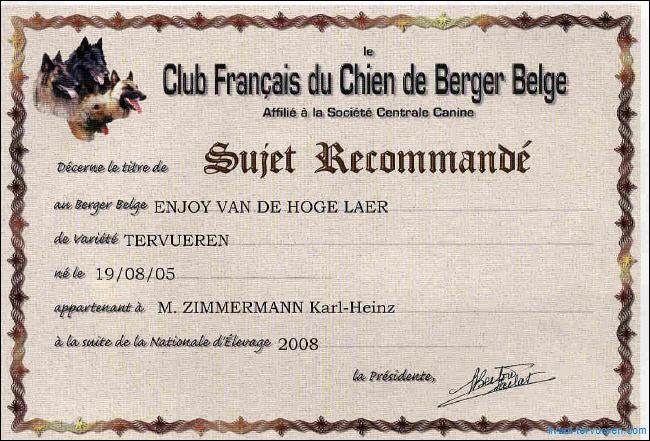 le
Club Français du Chien de Berger Belge
Affilié à la Société Centrale Canine
Décerne le titre de Sujet Recommandé
au Berger Belge ENJOY VAN DE HOGE LAER
de Variété TERVUEREN
né le 19/08/05
appartenant à M. ZIMMERMANN Karl-Heinz
à la suite de la Nationale d'Élevage 2008
la Présidente,